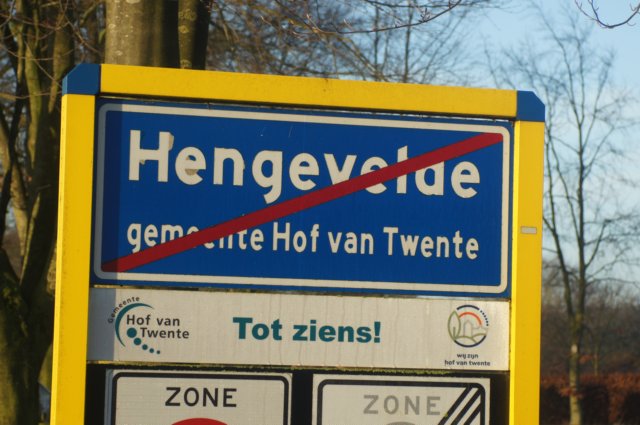 Hengevelde
gemeente Hof van Twente
Gemeente
Hof van
Twente
Tot ziens!
wij zijn
hof van twente
ZONE
ZONE